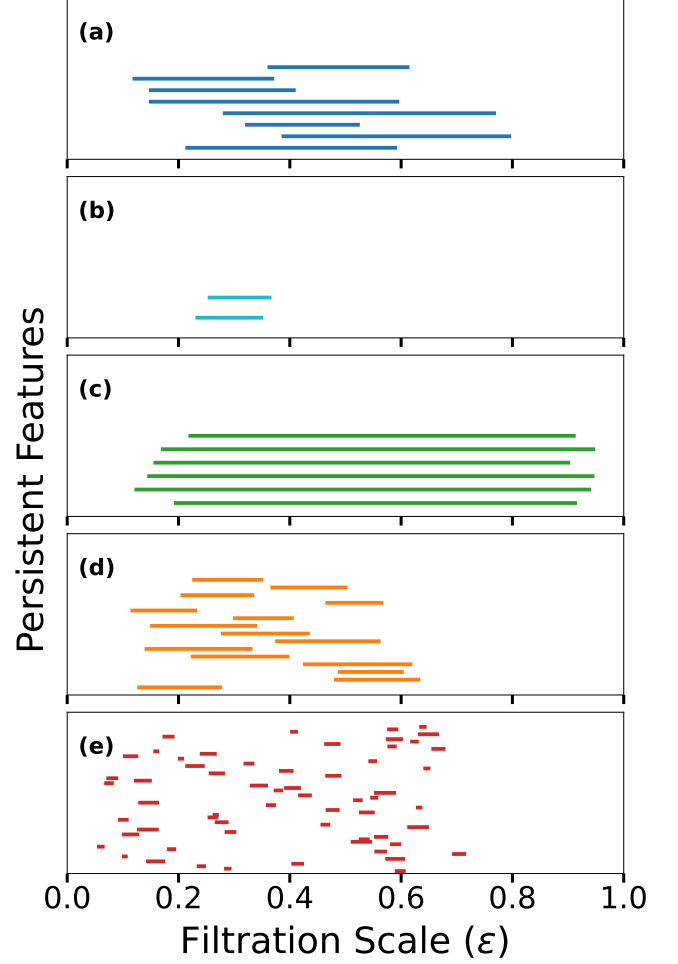 (a)
(b)
(c)
(d)
(e)
Persistent Features
0.0 0.2 0.4 0.6 0.8 1.0
Filtration Scale (ε)